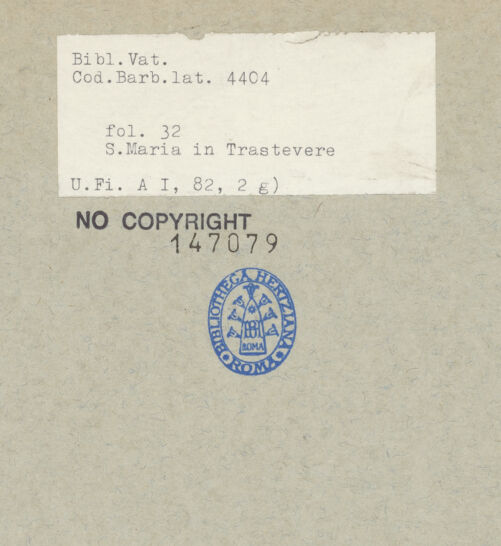 Bibl.Vat.
Cod.Barb.lat. 4404
fol. 32
S.Maria in Trastevere
U.Fi. A I, 82, 2 g)
NO COPYRIGHT
147079
BIBLIOTHECA HERTZIANA
BH
ROMA
ROMA